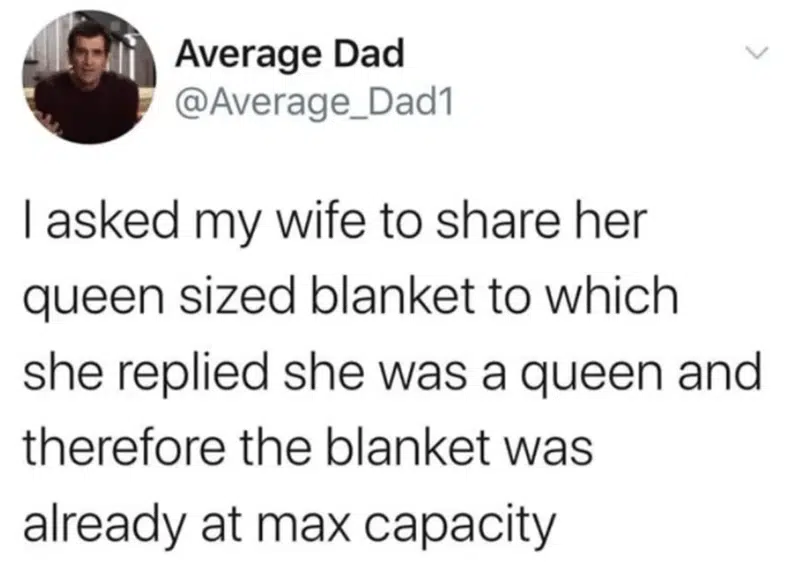 Average Dad
@Average_Dad1
I asked my wife to share her
queen sized blanket to which
she replied she was a queen and
therefore the blanket was
already at max capacity